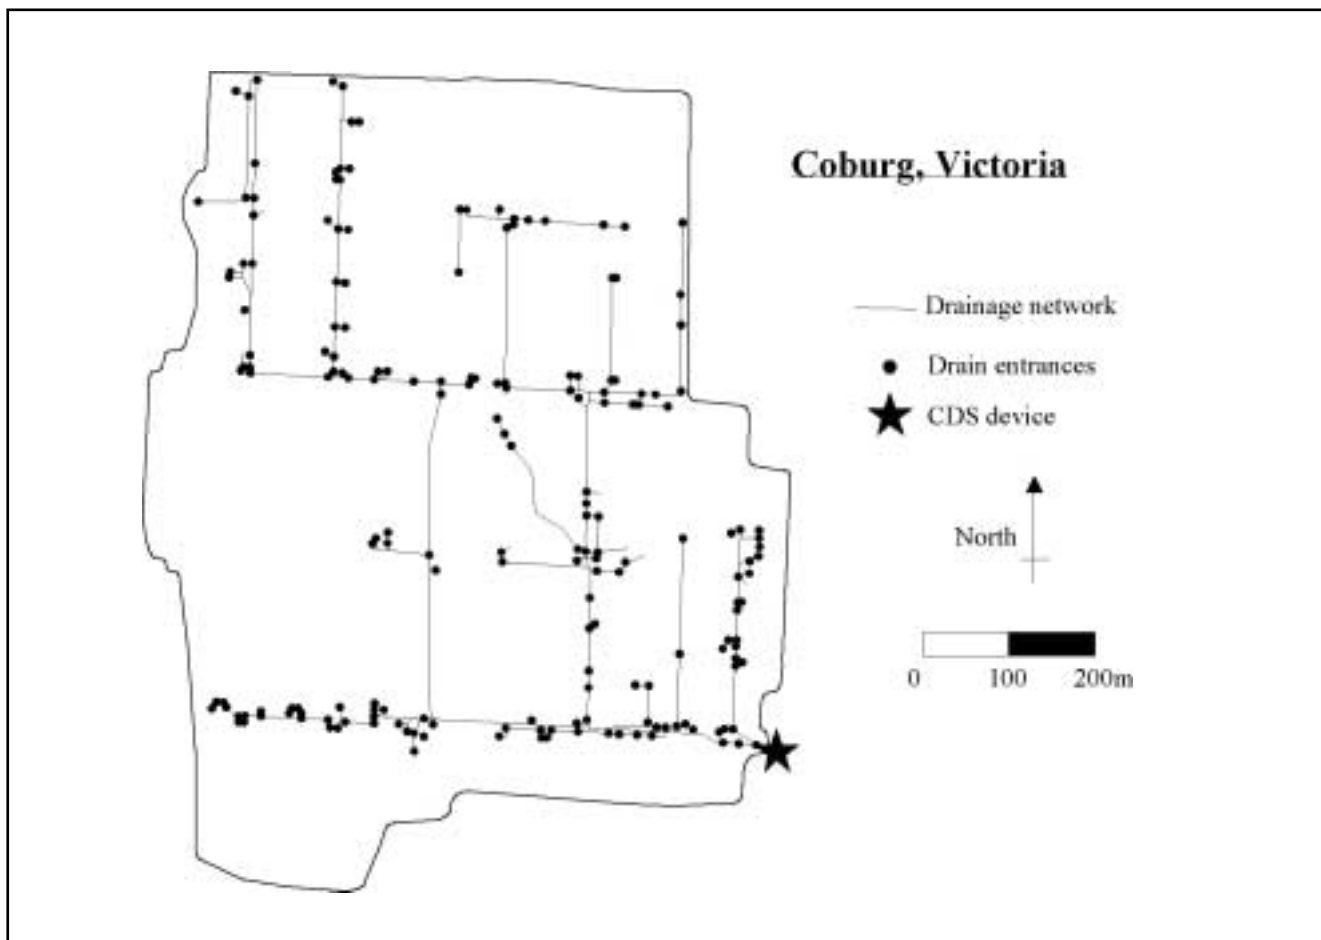 Coburg, Victoria
Drainage network
Drain entrances
CDS device
North
0 100 200m